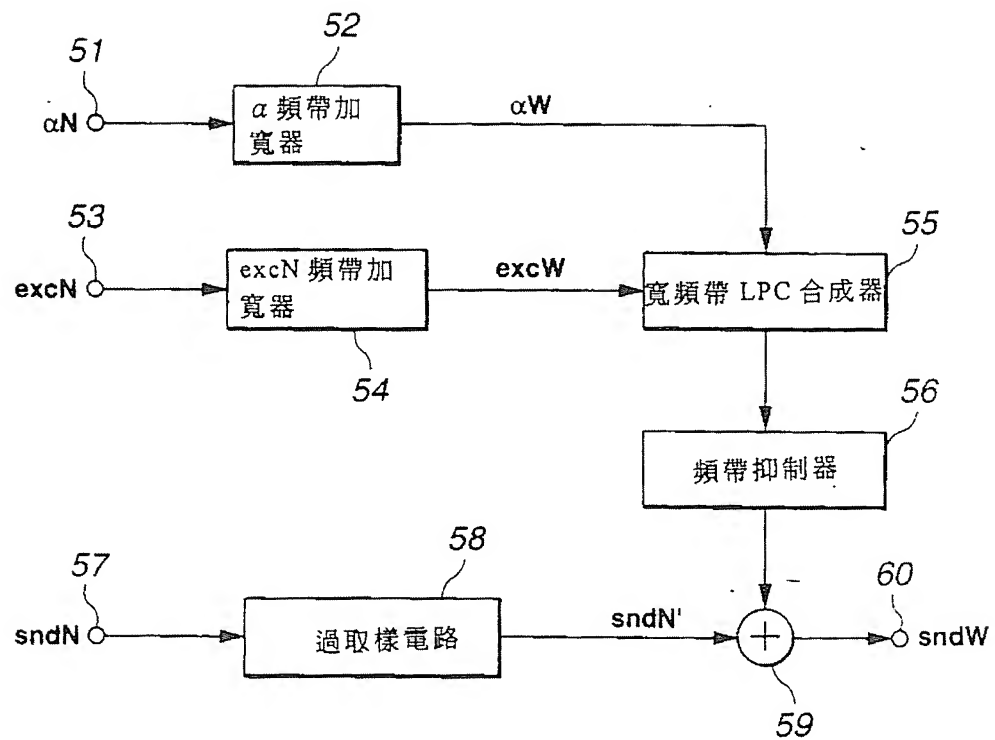 51
52
αN
α 頻帶加
寬器
αW
53
55
excN
excN 頻帶加
寬器
excW
寬頻帶 LPC 合成器
54
56
頻帶抑制器
57
58
60
sndN
過取樣電路
sndN'
+
sndW
59